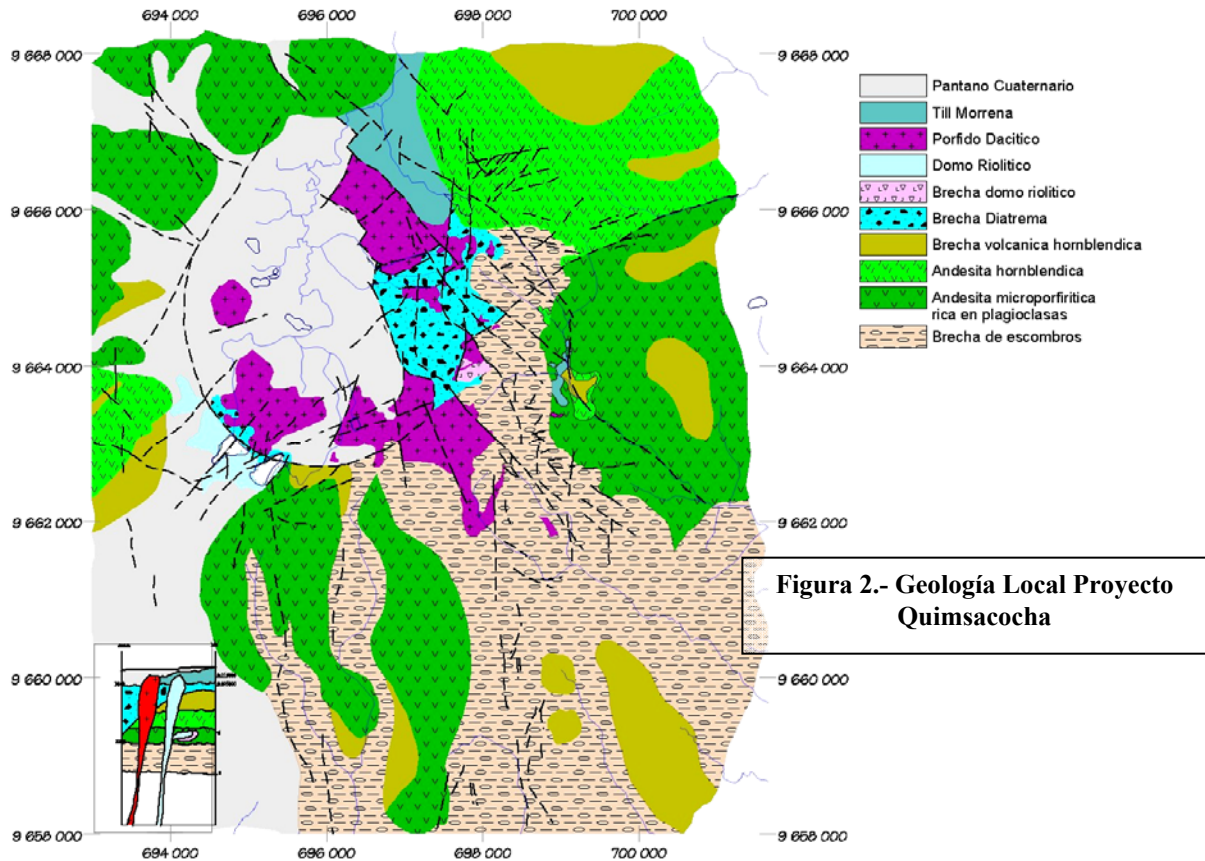 694 000 696 000 698 000 700 000
9 668 000 9 668 000
Pantano Cuaternario
Till Morrena
Porfido Dacitico
Domo Riolitico
Brecha domo riolítico
Brecha Diatrema
Brecha volcanica hornblendica
Andesita hornblendica
Andesita microporfiritica
rica en plagioclasas
Brecha de escombros
9 666 000 9 666 000
9 664 000 9 664 000
9 662 000 9 662 000
Figura 2.- Geología Local Proyecto
Quimsacocha
9 660 000 9 660 000
9 658 000 9 658 000
694 000 696 000 698 000 700 000